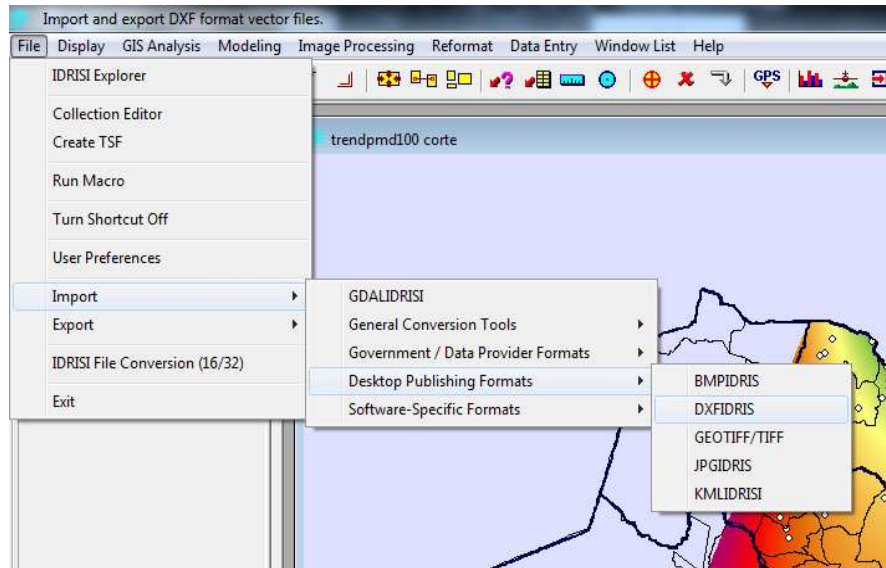 Import and export DXF format vector files.
File Display GIS Analysis Modeling Image Processing Reformat Data Entry Window List Help
GPS
IDRISI Explorer
Collection Editor
Create TSF
Run Macro
Turn Shortcut Off
User Preferences
Import
Export
IDRISI File Conversion (16/32)
Exit
trendpmd100 corte
GDALIDRISI
General Conversion Tools
Government / Data Provider Formats
Desktop Publishing Formats
Software-Specific Formats
BMPIDRIS
DXFIDRIS
GEOTIFF/TIFF
JPGIDRIS
KMLIDRISI